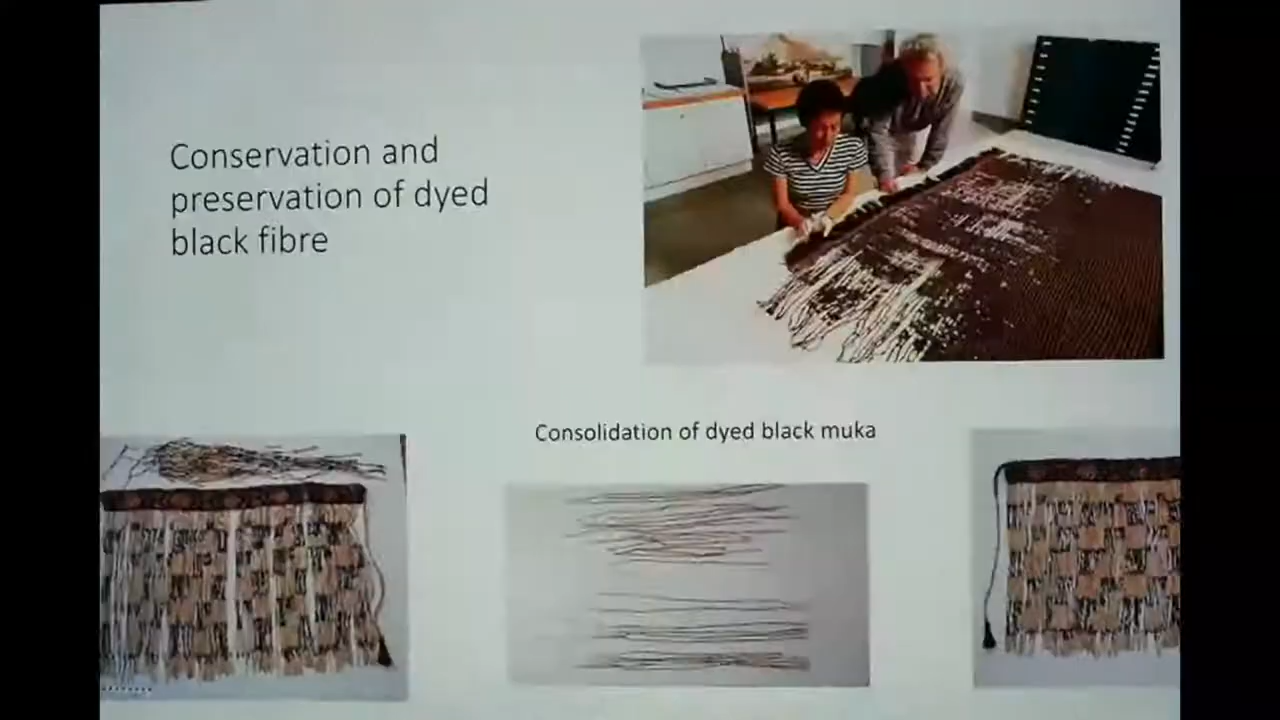 Conservation and
preservation of dyed
black fibre
Consolidation of dyed black muka